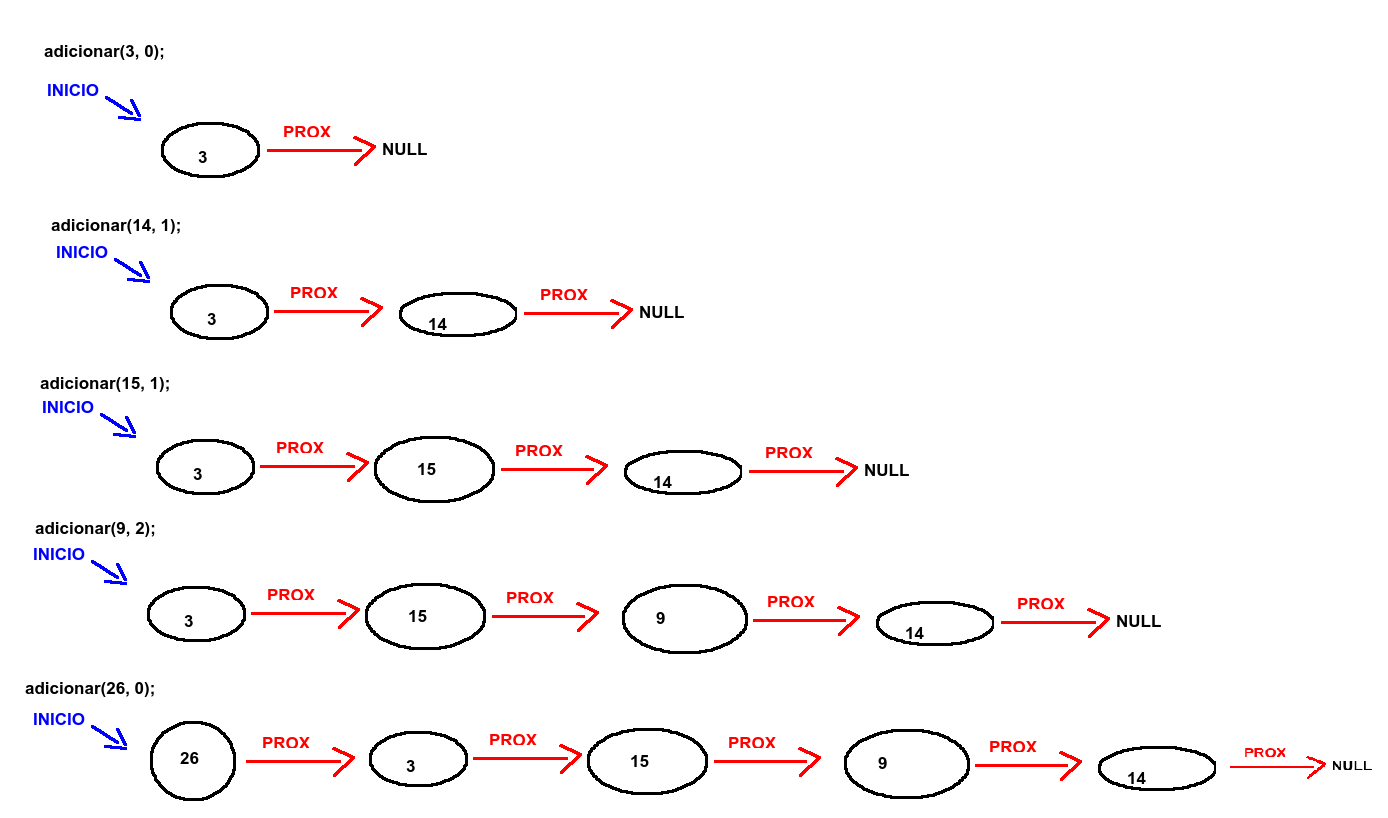 adicionar(3, 0);
INICIO
PROX
3 NULL
adicionar(14, 1);
INICIO
PROX PROX
3 14 NULL
adicionar(15, 1);
INICIO
PROX PROX PROX
3 15 14 NULL
adicionar(9, 2);
INICIO
PROX PROX PROX PROX
3 15 9 14 NULL
adicionar(26, 0);
INICIO
PROX PROX PROX PROX PROX
26 3 15 9 14 NULL